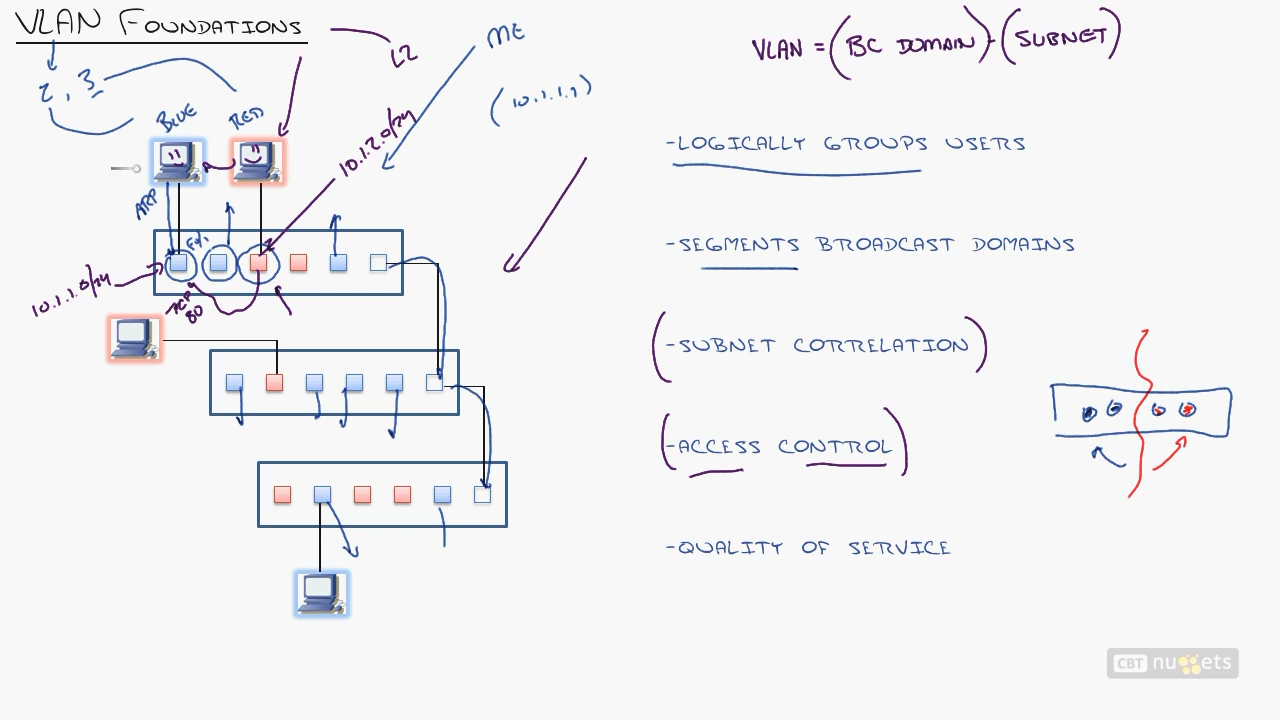 VLAN FOUNDATIONS
L2
ME
2, 3
(10.1.1.1)
BLUE
RED
10.1.2.0/24
ARP
10.1.1.0/24
TCP
80
VLAN = (BC DOMAIN) - (SUBNET)
-LOGICALLY GROUPS USERS
-SEGMENTS BROADCAST DOMAINS
(-SUBNET CORRELATION)
(-ACCESS CONTROL)
-QUALITY OF SERVICE
CBT nuggets